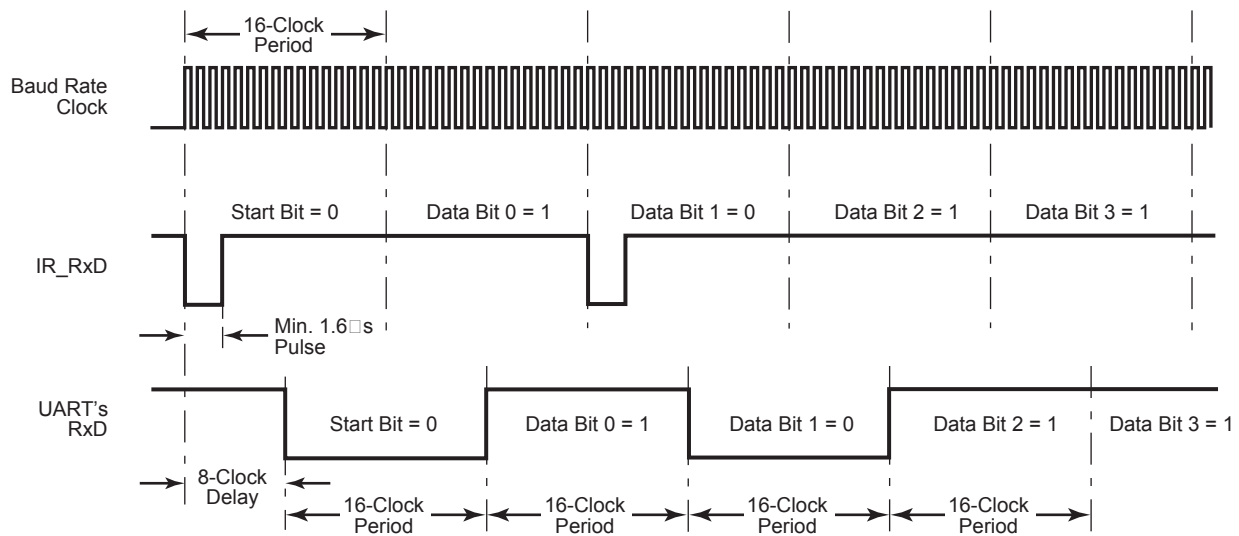 16-Clock
Period
Baud Rate
Clock
Start Bit = 0
Data Bit 0 = 1
Data Bit 1 = 0
Data Bit 2 = 1
Data Bit 3 = 1
IR_RxD
Min. 1.6□s
Pulse
UART's
RxD
Start Bit = 0
Data Bit 0 = 1
Data Bit 1 = 0
Data Bit 2 = 1
Data Bit 3 = 1
8-Clock
Delay
16-Clock
Period
16-Clock
Period
16-Clock
Period
16-Clock
Period